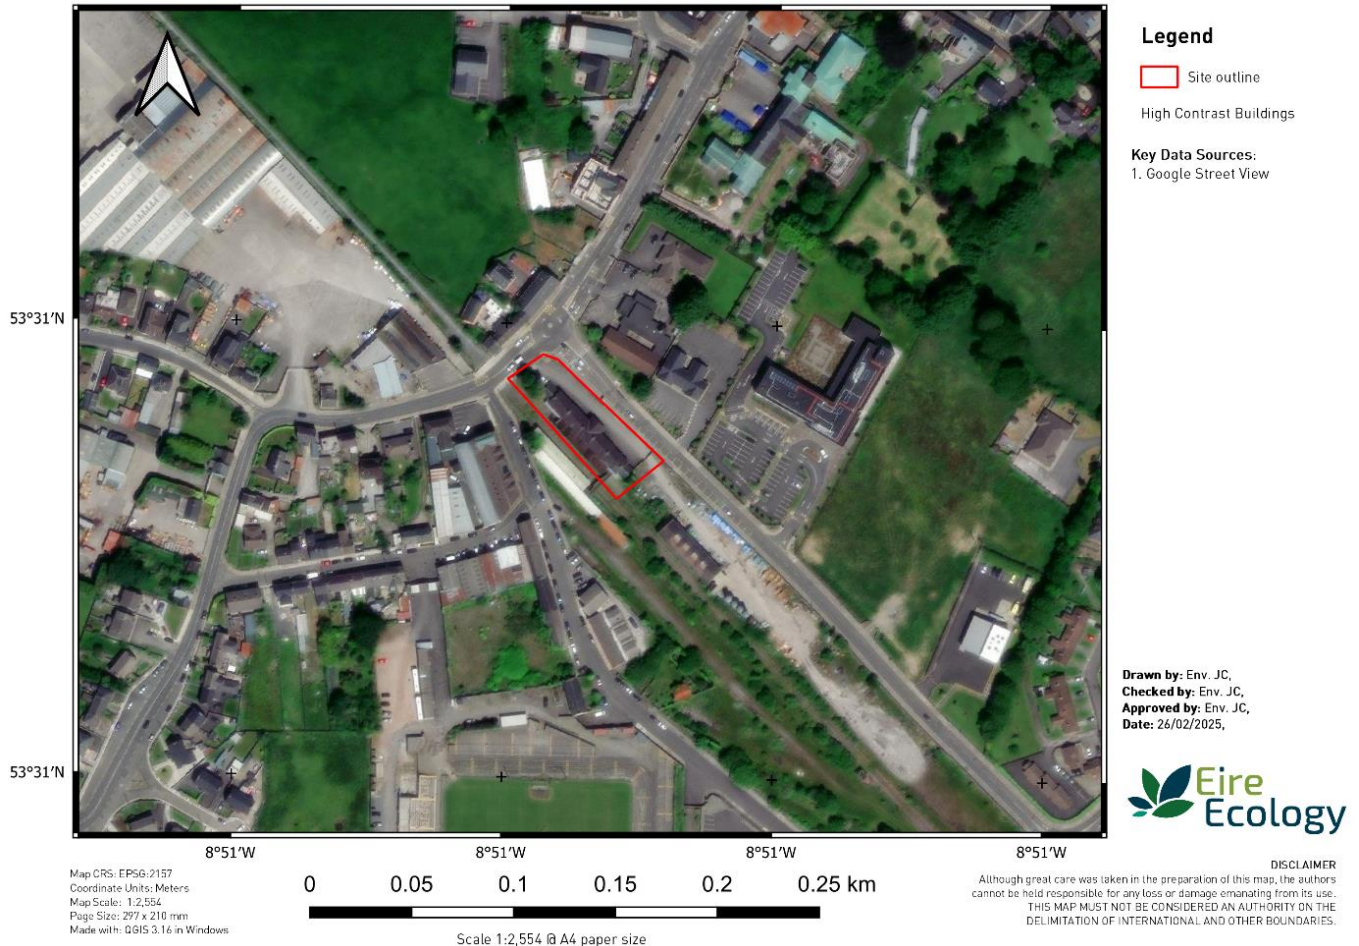 Legend
Site outline
High Contrast Buildings
Key Data Sources:
1. Google Street View
53°31'N
53°31'N
8°51'W
8°51'W
8°51'W
8°51'W
Drawn by: Env. JC,
Checked by: Env. JC,
Approved by: Env. JC,
Date: 26/02/2025,
Eire
Ecology
Map CRS: EPSG:2157
Coordinate Units: Meters
Map Scale: 1:2,554
Page Size: 297 x 210 mm
Made with: QGIS 3.16 in Windows
0 0.05 0.1 0.15 0.2 0.25 km
Scale 1:2,554 @ A4 paper size
DISCLAIMER
Although great care was taken in the preparation of this map, the authors
cannot be held responsible for any loss or damage emanating from its use.
THIS MAP MUST NOT BE CONSIDERED AN AUTHORITY ON THE
DELIMITATION OF INTERNATIONAL AND OTHER BOUNDARIES.